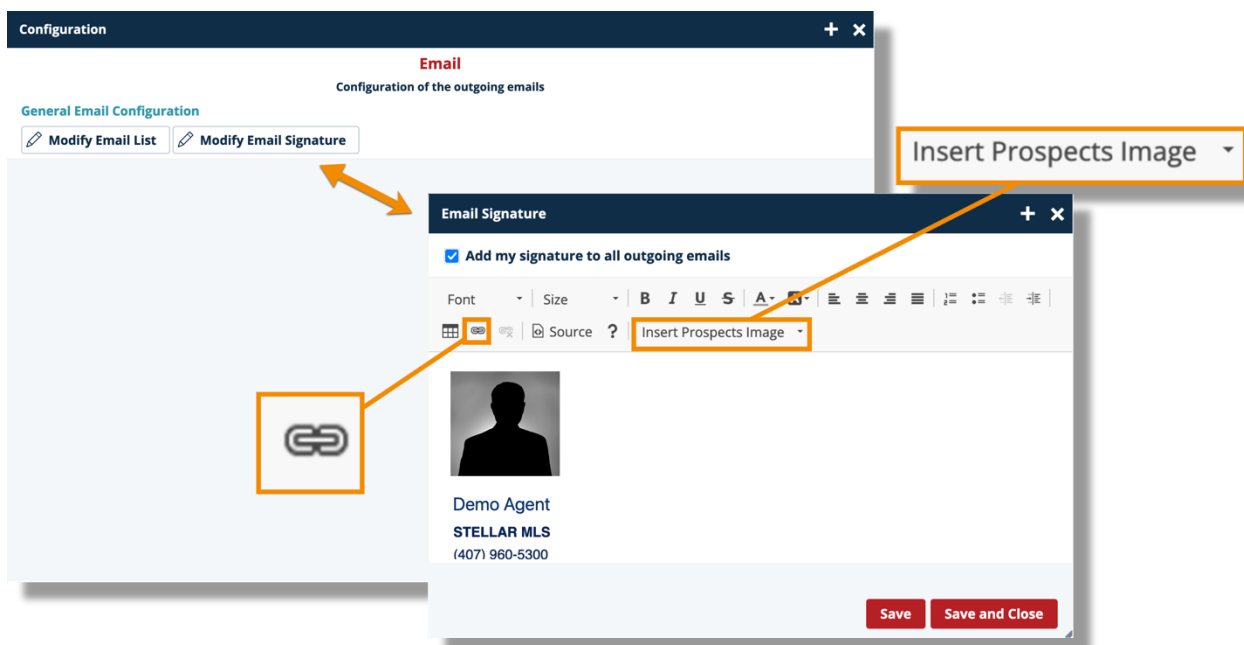 Configuration
Email
Configuration of the outgoing emails
General Email Configuration
Modify Email List Modify Email Signature
Insert Prospects Image
Email Signature
Add my signature to all outgoing emails
Font Size B I U S A A
Source ? Insert Prospects Image
Demo Agent
STELLAR MLS
(407) 960-5300
Save Save and Close